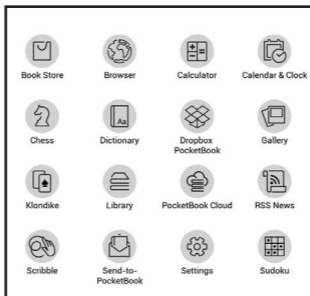 Book Store
Browser
Calculator
Calendar & Clock
Aa
Chess
Dictionary
Dropbox
PocketBook
Gallery
Klondike
Library
PocketBook Cloud
RSS News
Scribble
Send-to-
PocketBook
Settings
Sudoku